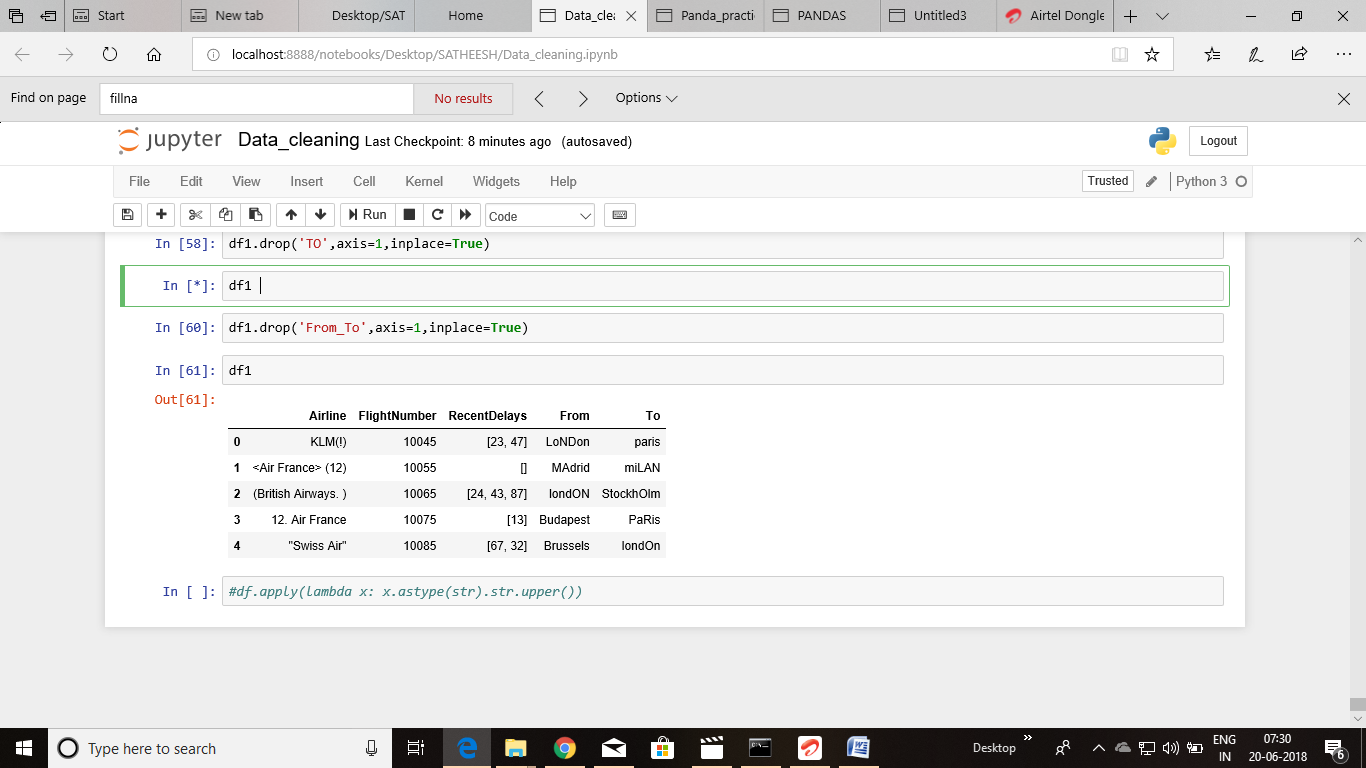 Start New tab Desktop/SAT Home Data_clea Panda_practi PANDAS Untitled3 Airtel Dongle
localhost:8888/notebooks/Desktop/SATHEESH/Data_cleaning.ipynb
Find on page fillna No results Options
jupyter Data_cleaning Last Checkpoint: 8 minutes ago (autosaved) Logout
File Edit View Insert Cell Kernel Widgets Help Trusted Python 3
Run Code
In [58]: df1.drop('TO',axis=1,inplace=True)
In [*]: df1
In [60]: df1.drop('From_To',axis=1,inplace=True)
In [61]: df1
Out[61]:
Airline FlightNumber RecentDelays From To
0 KLM(!) 10045 [23, 47] LoNDon paris
1 <Air France> (12) 10055 [] MAdrid miLAN
2 (British Airways. ) 10065 [24, 43, 87] londON StockhOlm
3 12. Air France 10075 [13] Budapest PaRis
4 "Swiss Air" 10085 [67, 32] Brussels londOn
In [ ]: #df.apply(lambda x: x.astype(str).str.upper())
Type here to search Desktop ENG 07:30
IN 20-06-2018 6